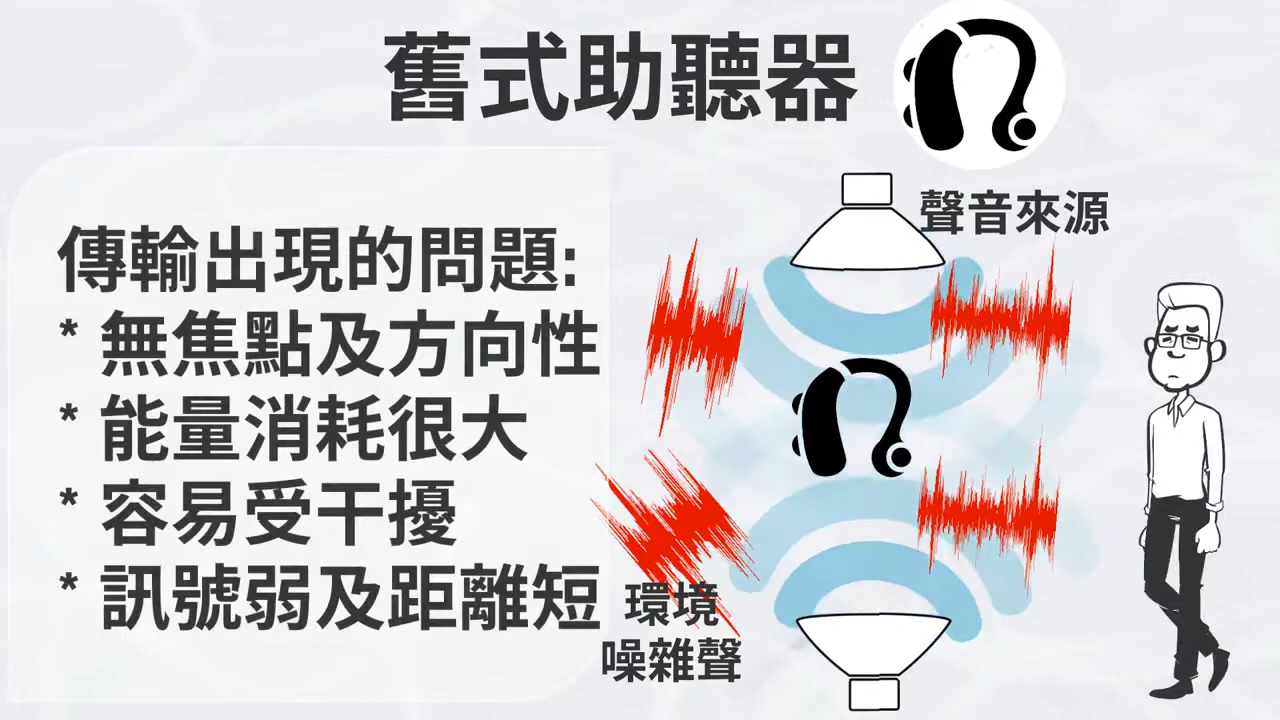 舊式助聽器
聲音來源
傳輸出現的問題:
* 無焦點及方向性
* 能量消耗很大
* 容易受干擾
* 訊號弱及距離短
環境
噪雜聲